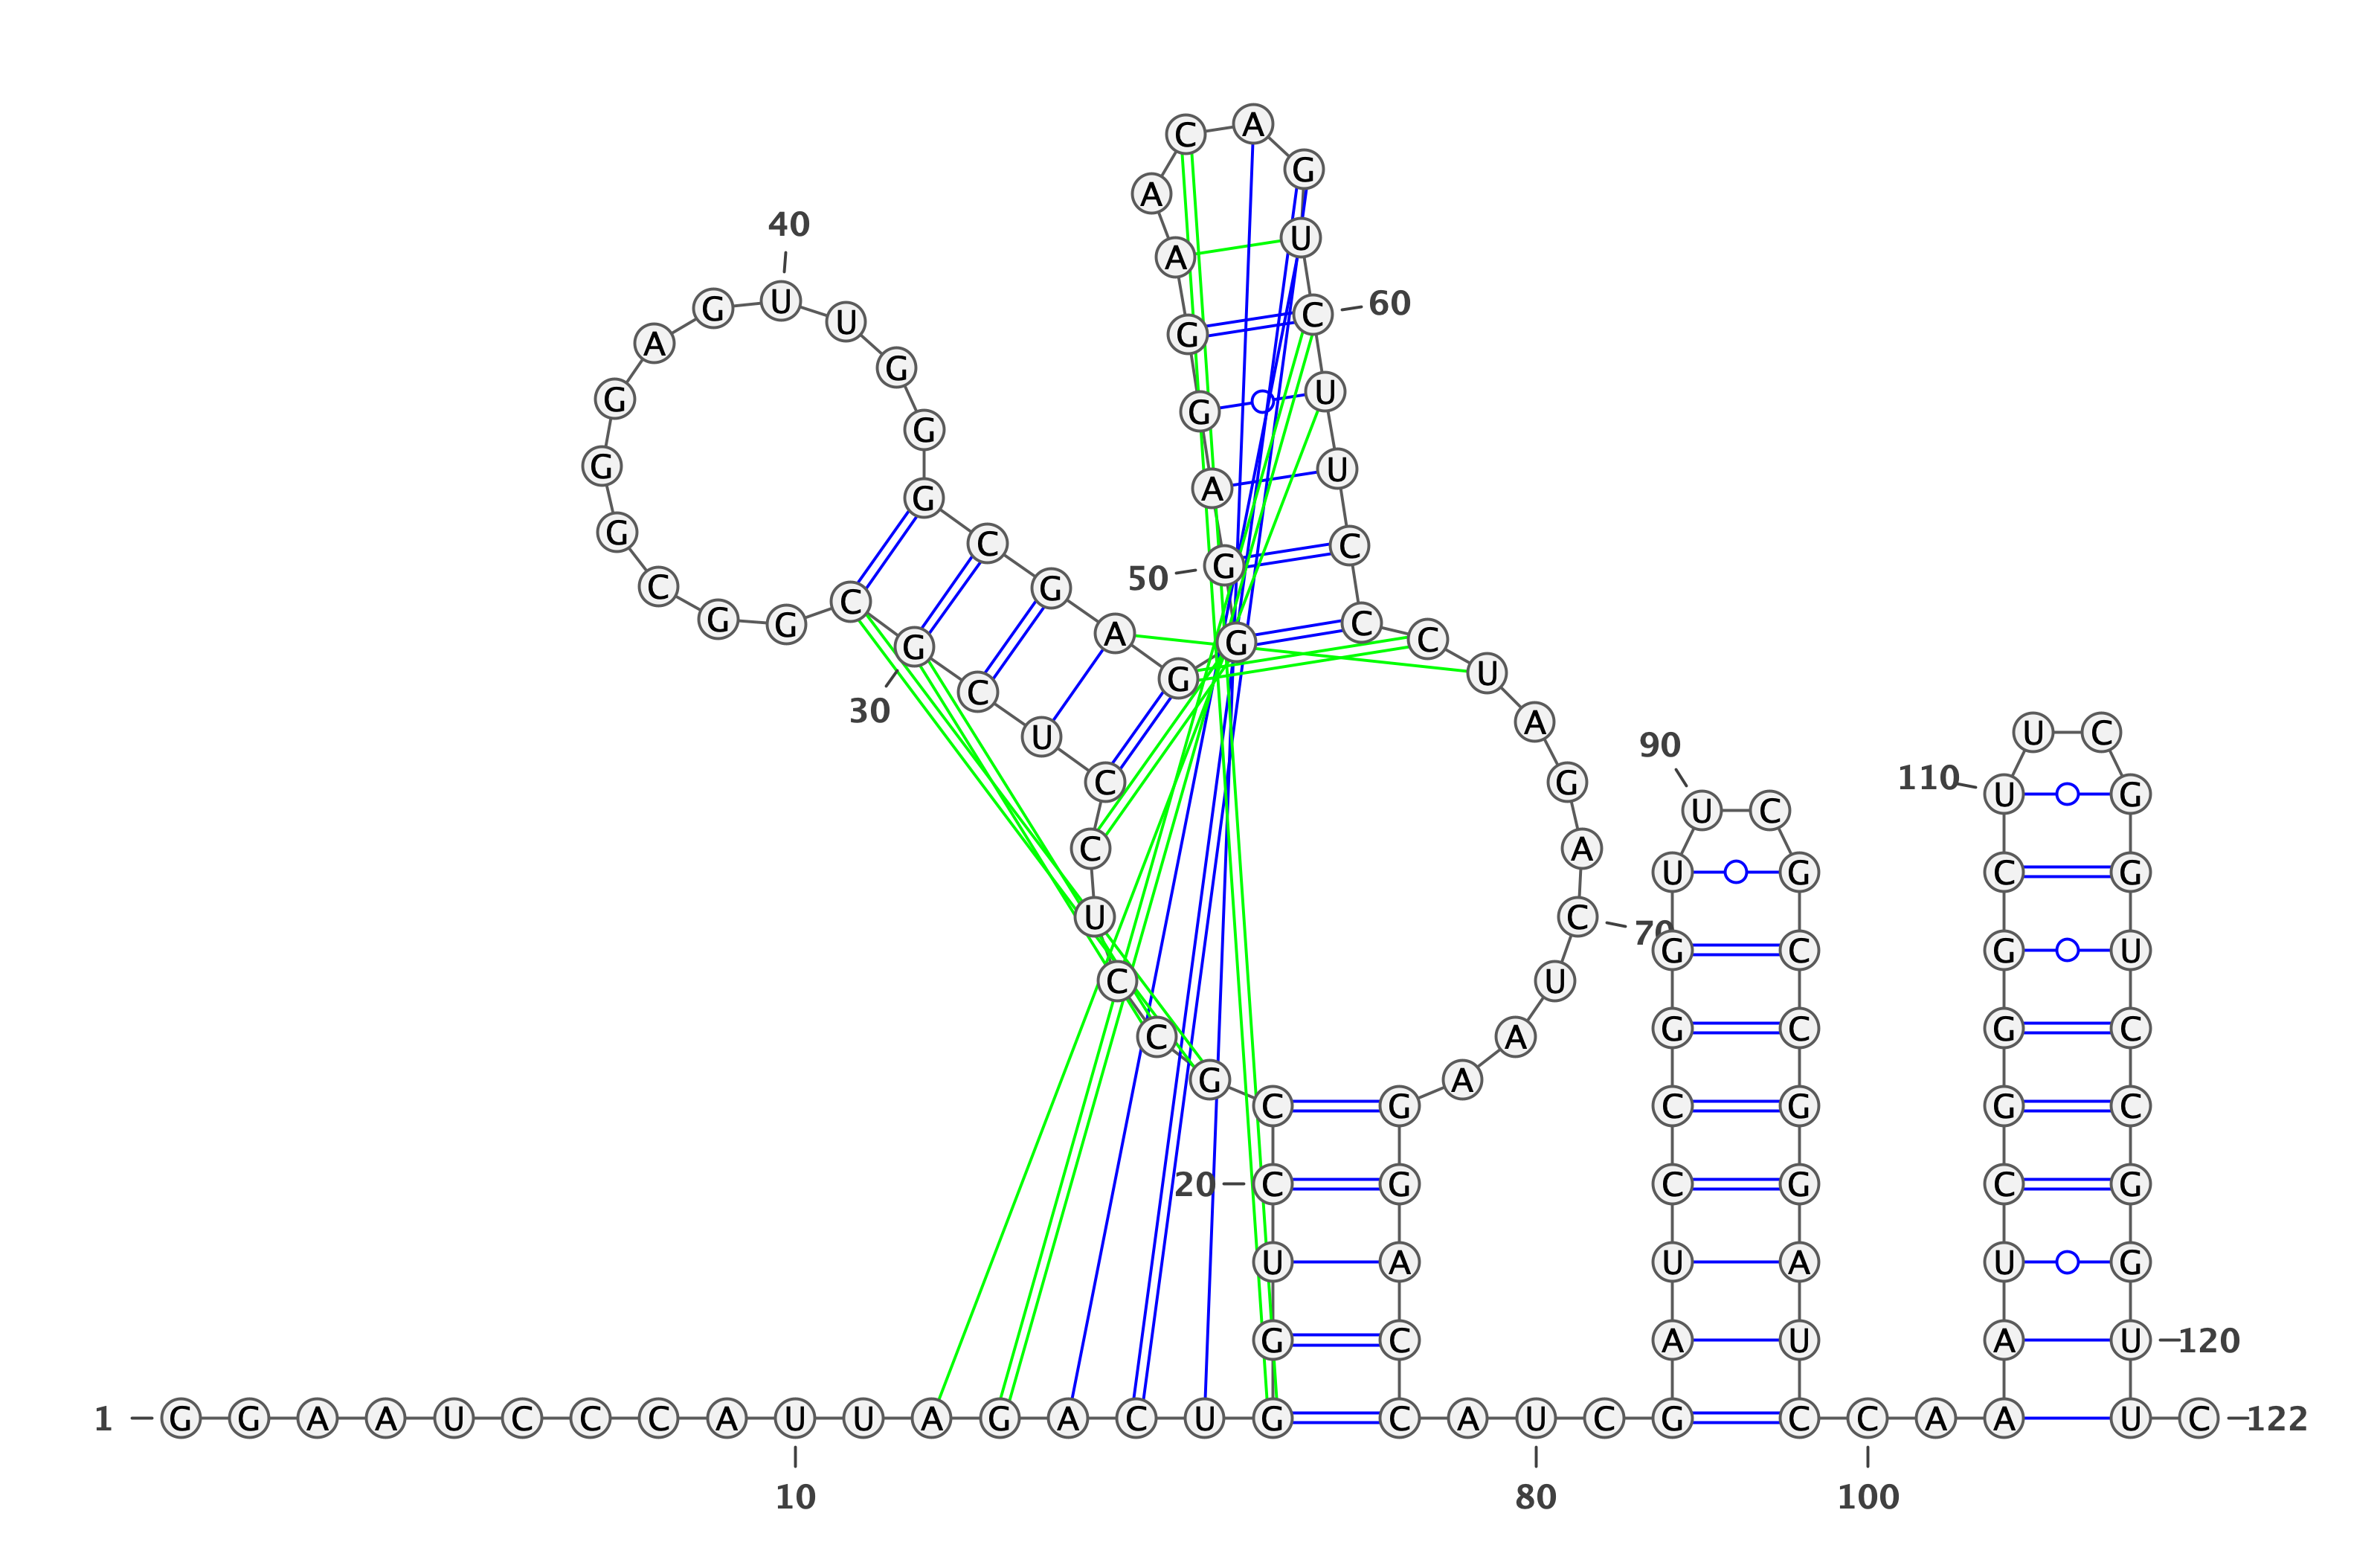 1 G G A A U C C C A U U A G A C U G
10
G U C C
20
G C C U C
C U C G C
30
G G C G G G A G U U G G
40
G C G A G
G G A G G A
50
A C A G U
C U U C C
60
C U A G A C U A A
70
G G A C C
A U C
80
G A U C C G G U
U C
90
G C C G G A U C
C A
100
A A U C G G G C U
110
U C
G G U C C G G U U
120
C 122